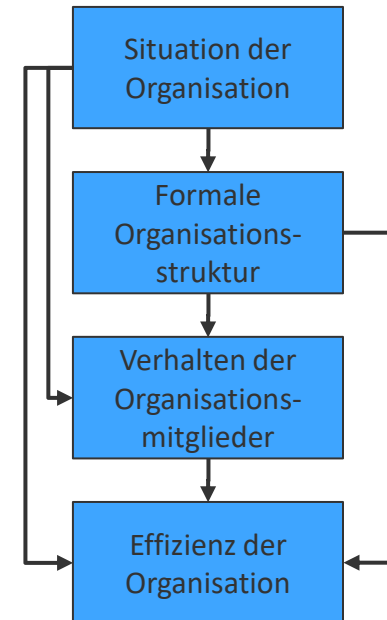 Situation der
Organisation
Formale
Organisations-
struktur
Verhalten der
Organisations-
mitglieder
Effizienz der
Organisation